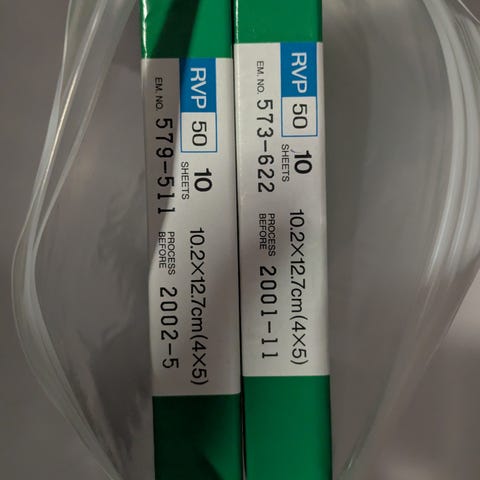 RVP 50 10 SHEETS 10.2×12.7cm(4×5)
EM. NO. 573-622 PROCESS BEFORE 2001-11
RVP 50 10 SHEETS 10.2×12.7cm(4×5)
EM. NO. 579-511 PROCESS BEFORE 2002-5